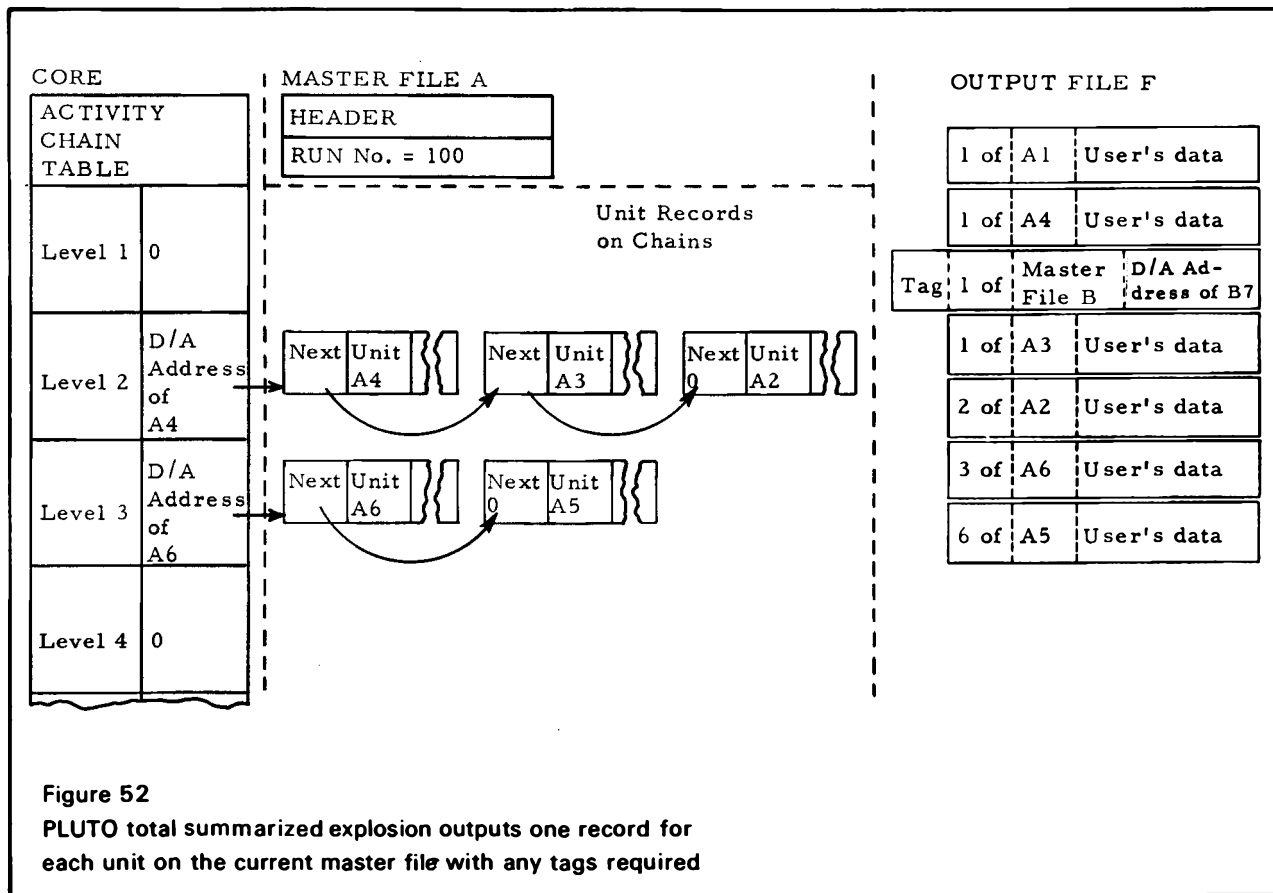 CORE
ACTIVITY
CHAIN
TABLE
Level 1 0
Level 2
D/A
Address
of
A4
Level 3
D/A
Address
of
A6
Level 4 0
MASTER FILE A
HEADER
RUN No. = 100
Unit Records
on Chains
Next Unit
A4
Next Unit
A3
Next Unit
0 A2
Next Unit
A6
Next Unit
0 A5
OUTPUT FILE F
1 of A1 User's data
1 of A4 User's data
Tag 1 of Master File B D/A Ad-
dress of B7
1 of A3 User's data
2 of A2 User's data
3 of A6 User's data
6 of A5 User's data
Figure 52
PLUTO total summarized explosion outputs one record for
each unit on the current master file with any tags required